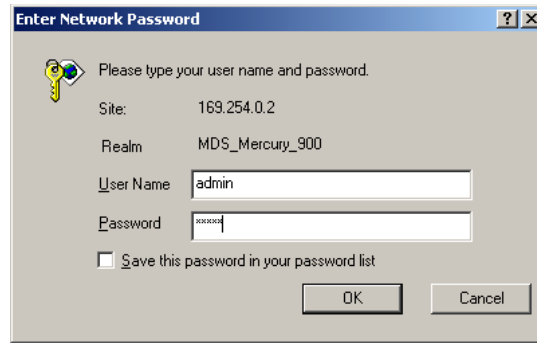 Enter Network Password
Please type your user name and password.
Site: 169.254.0.2
Realm MDS_Mercury_900
User Name admin
Password *****
Save this password in your password list
OK Cancel